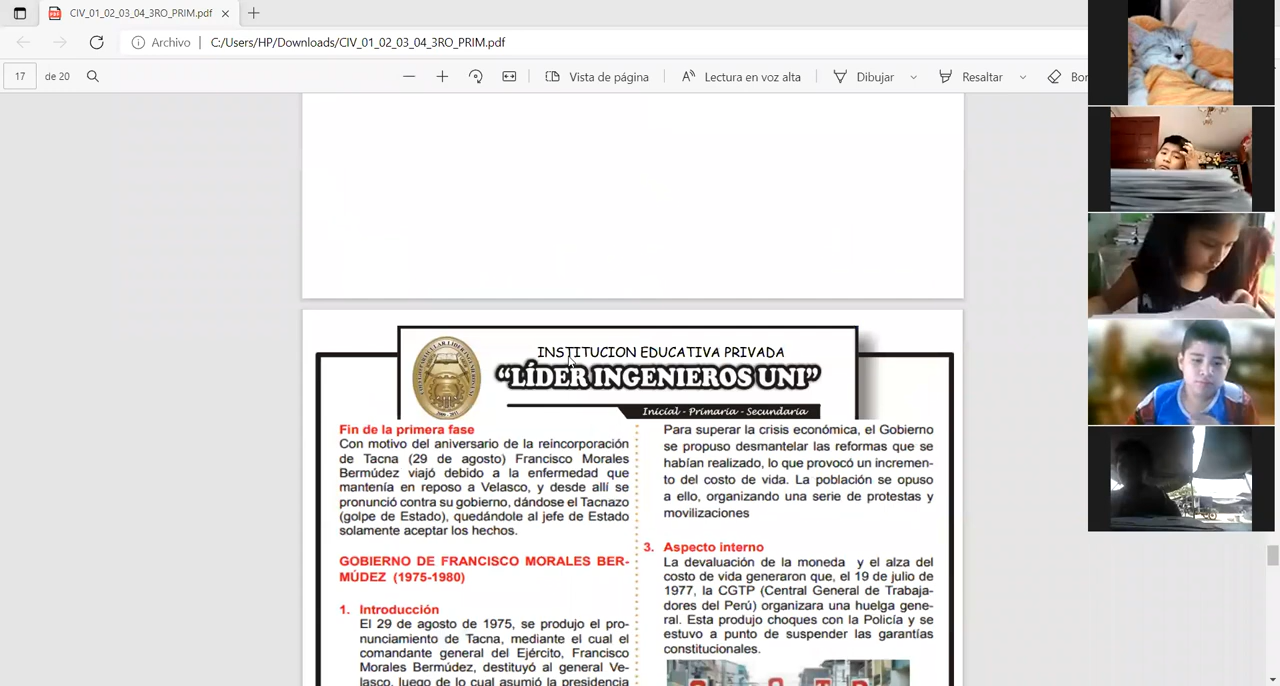 CIV_01_02_03_04_3RO_PRIM.pdf
Archivo
C:/Users/HP/Downloads/CIV_01_02_03_04_3RO_PRIM.pdf
17 de 20
Vista de página
Lectura en voz alta
Dibujar
Resaltar
INSTITUCION EDUCATIVA PRIVADA
“LÍDER INGENIEROS UNI”
Inicial - Primaria - Secundaria
Fin de la primera fase
Con motivo del aniversario de la reincorporación
de Tacna (29 de agosto) Francisco Morales
Bermúdez viajó debido a la enfermedad que
mantenía en reposo a Velasco, y desde allí se
pronunció contra su gobierno, dándose el Tacnazo
(golpe de Estado), quedándole al jefe de Estado
solamente aceptar los hechos.
GOBIERNO DE FRANCISCO MORALES BER-
MÚDEZ (1975-1980)
1. Introducción
El 29 de agosto de 1975, se produjo el pro-
nunciamiento de Tacna, mediante el cual el
comandante general del Ejército, Francisco
Morales Bermúdez, destituyó al general Ve-
lasco, luego de lo cual asumió la presidencia
Para superar la crisis económica, el Gobierno
se propuso desmantelar las reformas que se
habían realizado, lo que provocó un incremen-
to del costo de vida. La población se opuso
a ello, organizando una serie de protestas y
movilizaciones
3. Aspecto interno
La devaluación de la moneda y el alza del
costo de vida generaron que, el 19 de julio de
1977, la CGTP (Central General de Trabaja-
dores del Perú) organizara una huelga gene-
ral. Esta produjo choques con la Policía y se
estuvo a punto de suspender las garantías
constitucionales.